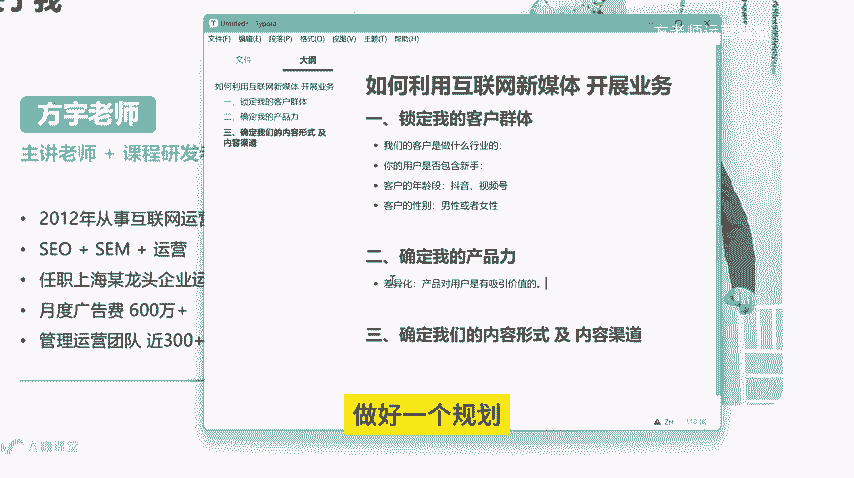 于我
方宇老师
主讲老师 + 课程研发
• 2012年从事互联网运营
• SEO + SEM + 运营
• 任职上海某龙头企业运
• 月度广告费 600万+
• 管理运营团队 近300+
文件(F) 编辑(E) 段落(P) 格式(O) 视图(V) 主题(T) 帮助(H)
文件 大纲
如何利用互联网新媒体 开展业务
一、锁定我的客户群体
二、确定我的产品力
三、确定我们的内容形式 及
内容渠道
如何利用互联网新媒体 开展业务
一、锁定我的客户群体
• 我们的客户是做什么行业的:
• 你的用户是否包含新手:
• 客户的年龄段: 抖音、视频号
• 客户的性别: 男性或者女性
二、确定我的产品力
• 差异化: 产品对用户是有吸引价值的。
三、确定我们的内容形式 及 内容渠道
做好一个规划